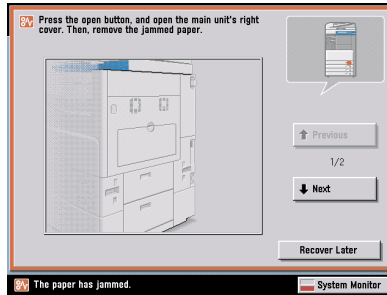 Press the open button, and open the main unit's right
cover. Then, remove the jammed paper.
Previous
1/2
Next
Recover Later
The paper has jammed.
System Monitor